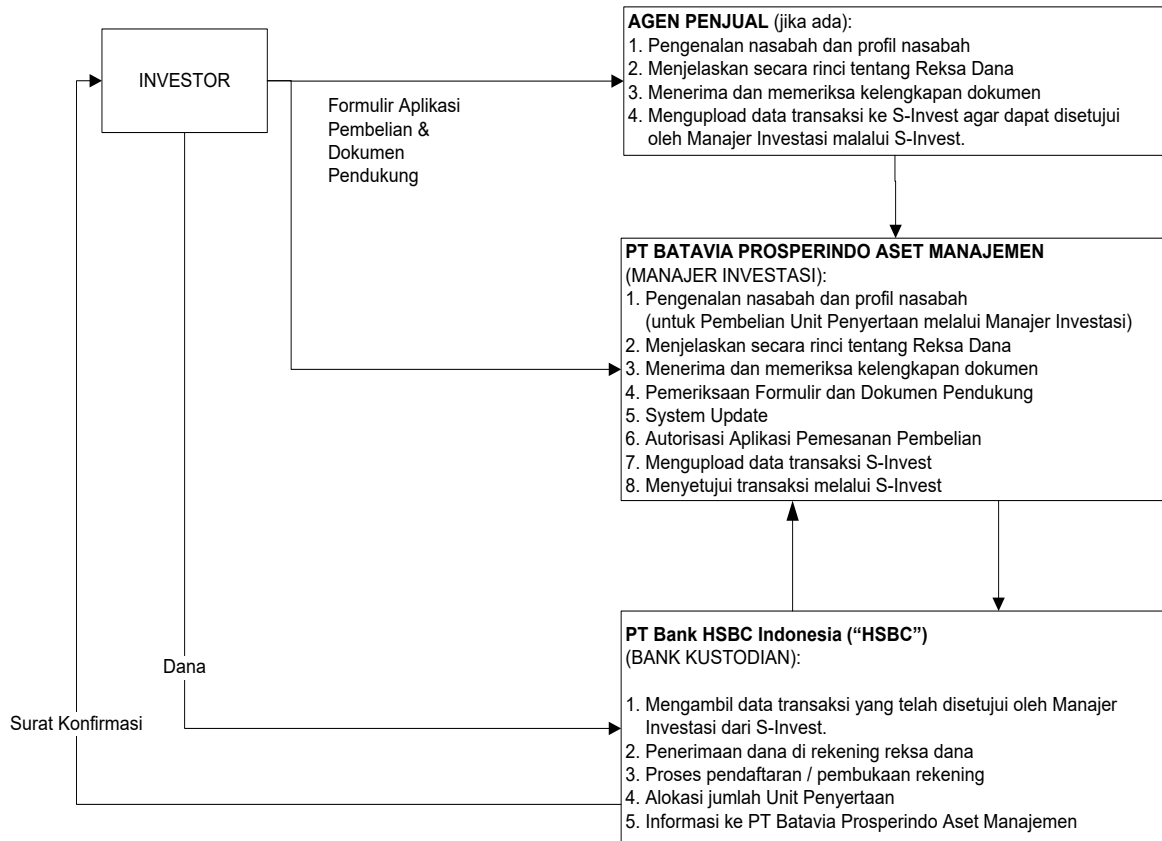 INVESTOR
Formulir Aplikasi
Pembelian &
Dokumen
Pendukung
AGEN PENJUAL (jika ada):
1. Pengenalan nasabah dan profil nasabah
2. Menjelaskan secara rinci tentang Reksa Dana
3. Menerima dan memeriksa kelengkapan dokumen
4. Mengupload data transaksi ke S-Invest agar dapat disetujui
oleh Manajer Investasi malalui S-Invest.
PT BATAVIA PROSPERINDO ASET MANAJEMEN
(MANAJER INVESTASI):
1. Pengenalan nasabah dan profil nasabah
(untuk Pembelian Unit Penyertaan melalui Manajer Investasi)
2. Menjelaskan secara rinci tentang Reksa Dana
3. Menerima dan memeriksa kelengkapan dokumen
4. Pemeriksaan Formulir dan Dokumen Pendukung
5. System Update
6. Autorisasi Aplikasi Pemesanan Pembelian
7. Mengupload data transaksi S-Invest
8. Menyetujui transaksi melalui S-Invest
Dana
Surat Konfirmasi
PT Bank HSBC Indonesia (“HSBC”)
(BANK KUSTODIAN):
1. Mengambil data transaksi yang telah disetujui oleh Manajer
Investasi dari S-Invest.
2. Penerimaan dana di rekening reksa dana
3. Proses pendaftaran / pembukaan rekening
4. Alokasi jumlah Unit Penyertaan
5. Informasi ke PT Batavia Prosperindo Aset Manajemen